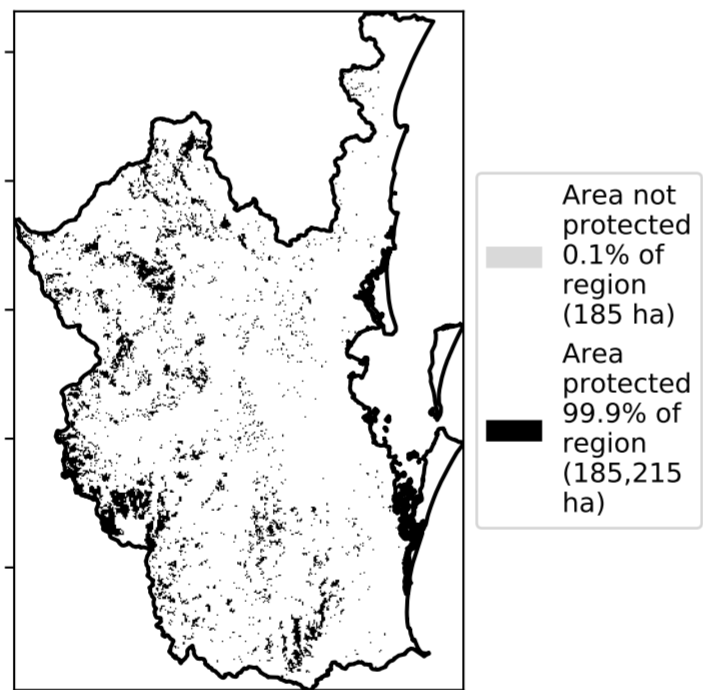 Area not
protected
0.1% of
region
(185 ha)
Area
protected
99.9% of
region
(185,215
ha)